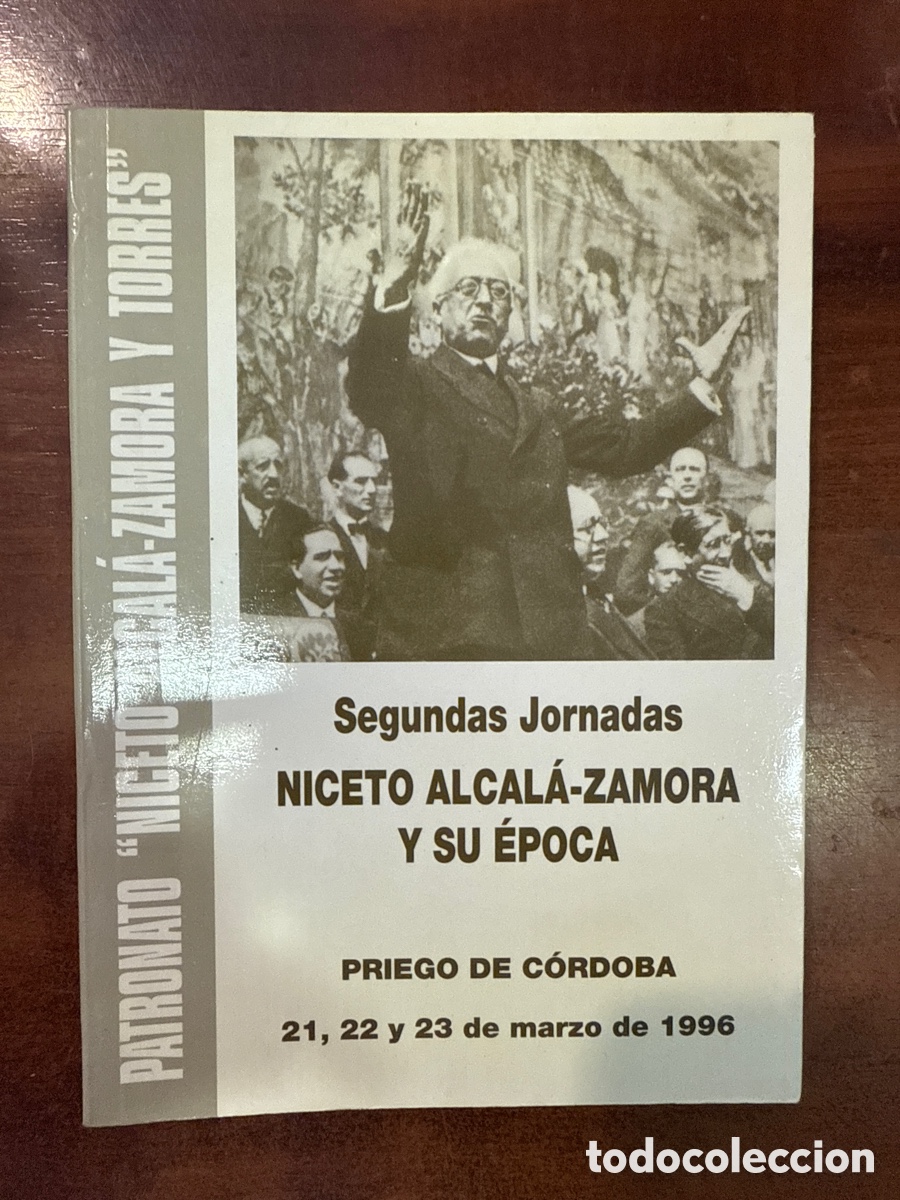 PATRONATO "NICETO ALCALÁ-ZAMORA Y TORRES"
Segundas Jornadas
NICETO ALCALÁ-ZAMORA
Y SU ÉPOCA
PRIEGO DE CÓRDOBA
21, 22 y 23 de marzo de 1996
todocoleccion